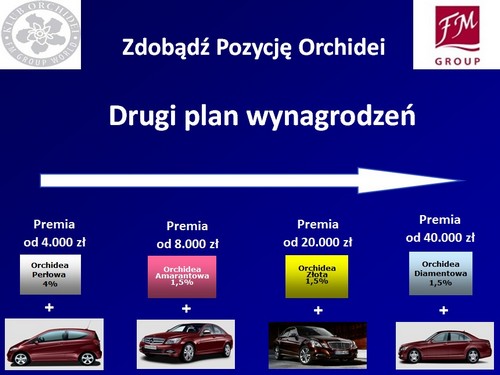 KLUB ORCHIDEI
FM GROUP WORLD
FM
GROUP
Zdobądź Pozycję Orchidei
Drugi plan wynagrodzeń
Premia
od 4.000 zł
Premia
od 8.000 zł
Premia
od 20.000 zł
Premia
od 40.000 zł
Orchidea
Perłowa
4%
Orchidea
Amarantowa
1,5%
Orchidea
Złota
1,5%
Orchidea
Diamentowa
1,5%
+
+
+
+